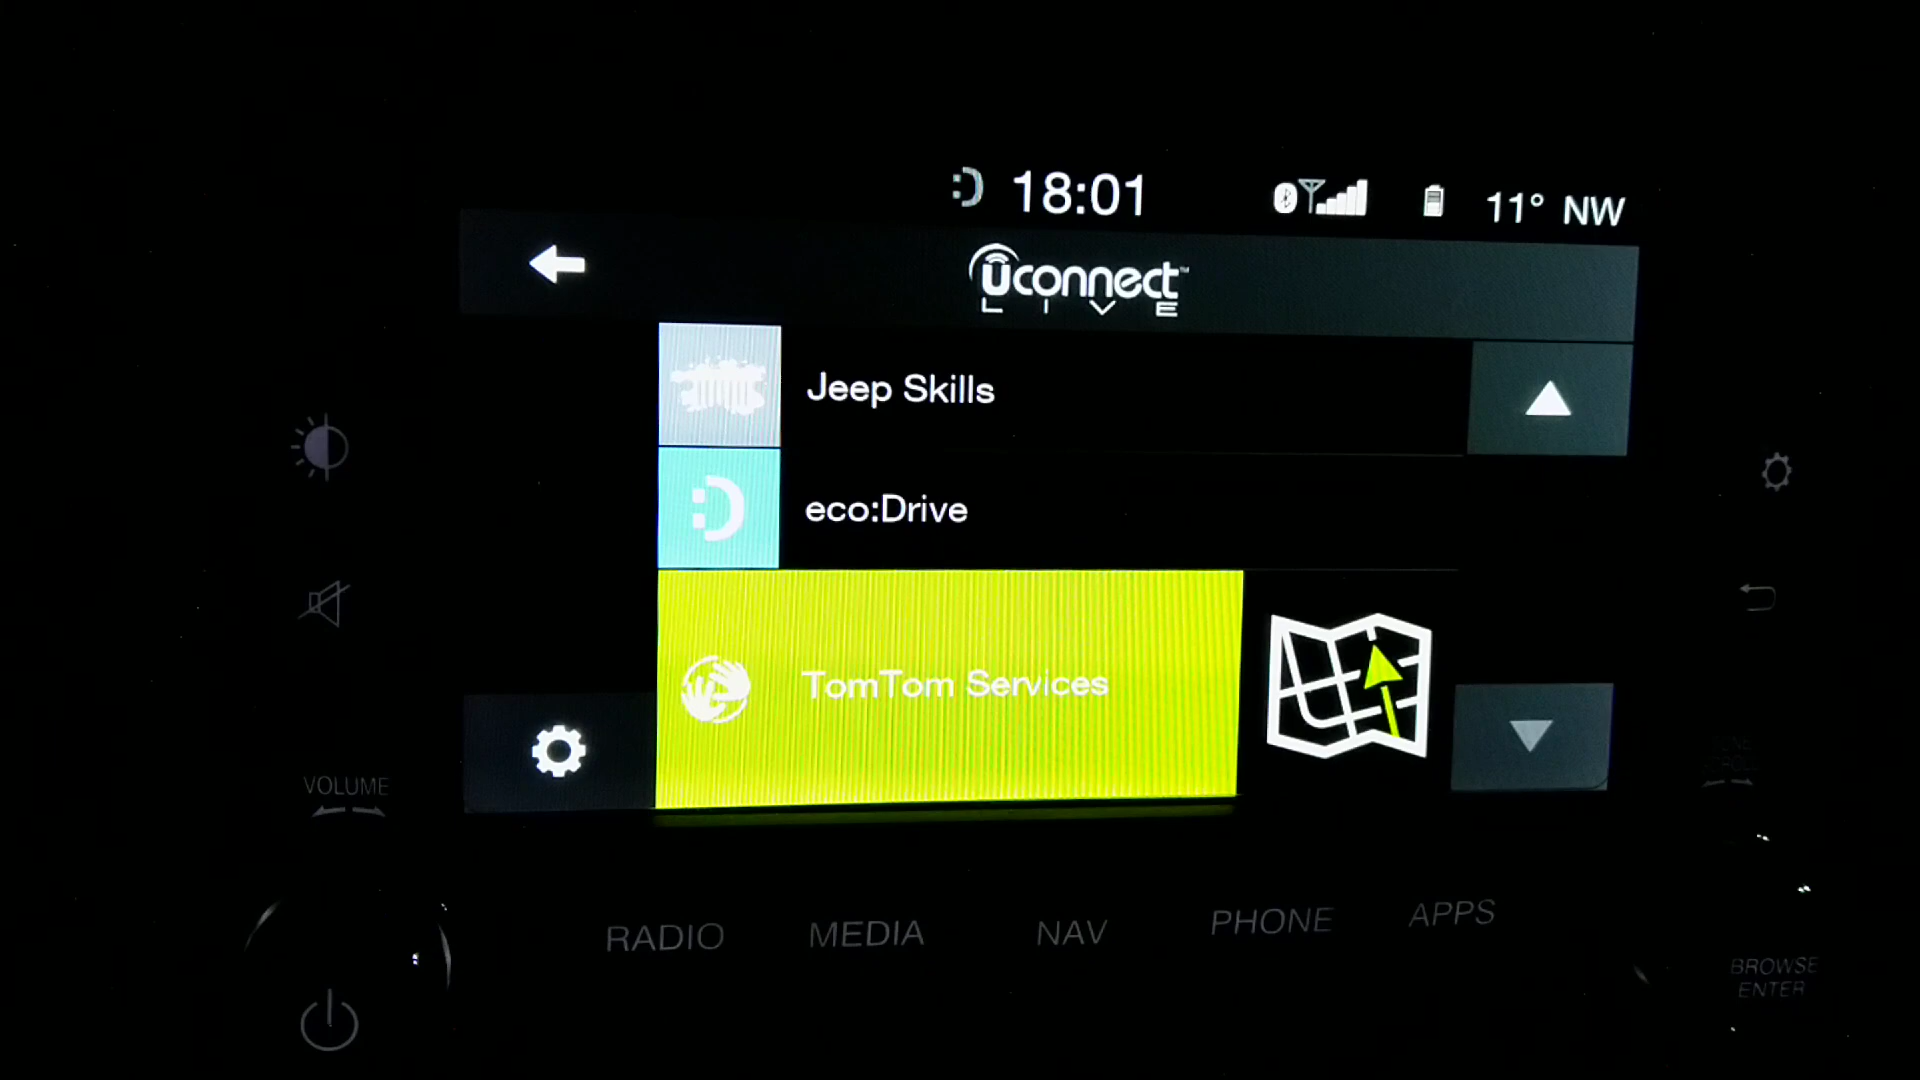 18:01
11° NW
uconnect™
LIVE
Jeep Skills
eco:Drive
TomTom Services
VOLUME
RADIO
MEDIA
NAV
PHONE
APPS
BROWSE
ENTER